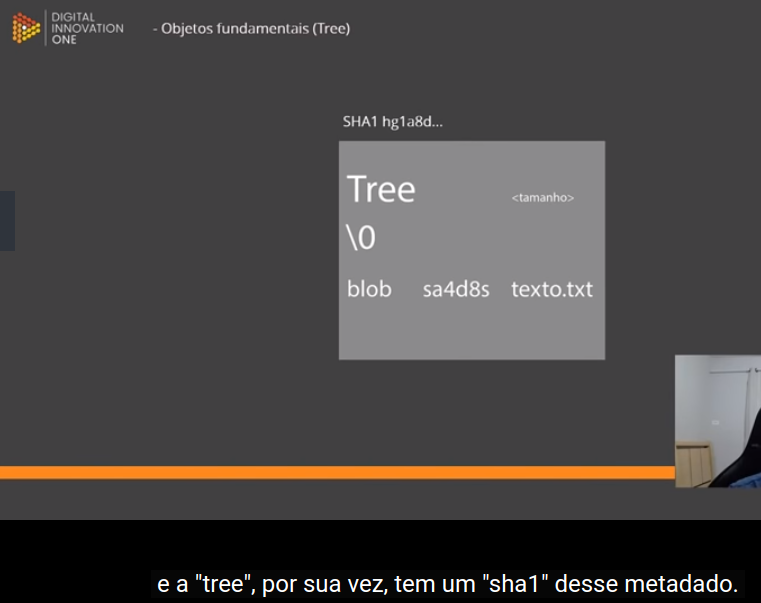 DIGITAL
INNOVATION
ONE
- Objetos fundamentais (Tree)
SHA1 hg1a8d...
Tree <tamanho>
\0
blob sa4d8s texto.txt
e a "tree", por sua vez, tem um "sha1" desse metadado.